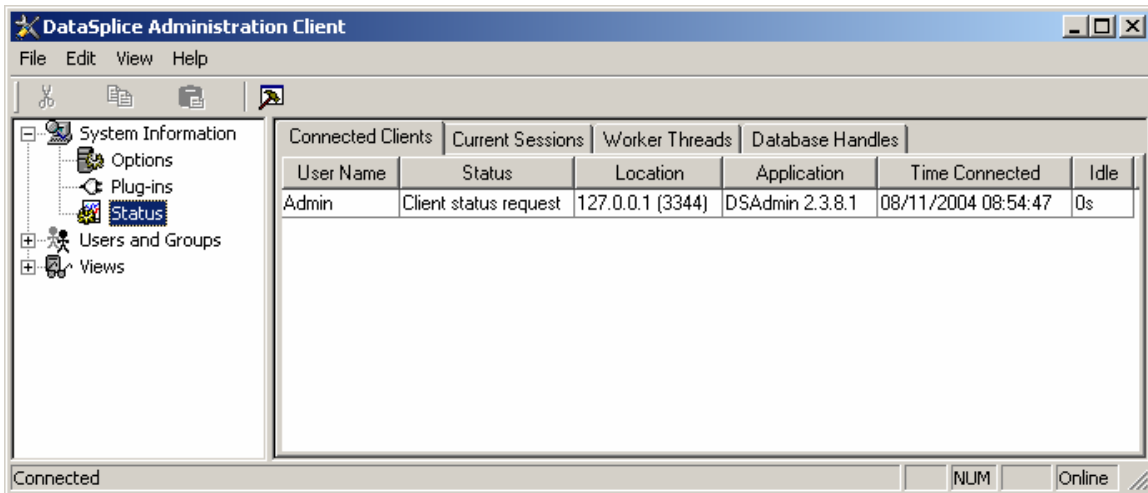 DataSplice Administration Client
File Edit View Help
System Information
Options
Plug-ins
Status
Users and Groups
Views
Connected Clients Current Sessions Worker Threads Database Handles
User Name Status Location Application Time Connected Idle
Admin Client status request 127.0.0.1 (3344) DSAdmin 2.3.8.1 08/11/2004 08:54:47 0s
Connected NUM Online